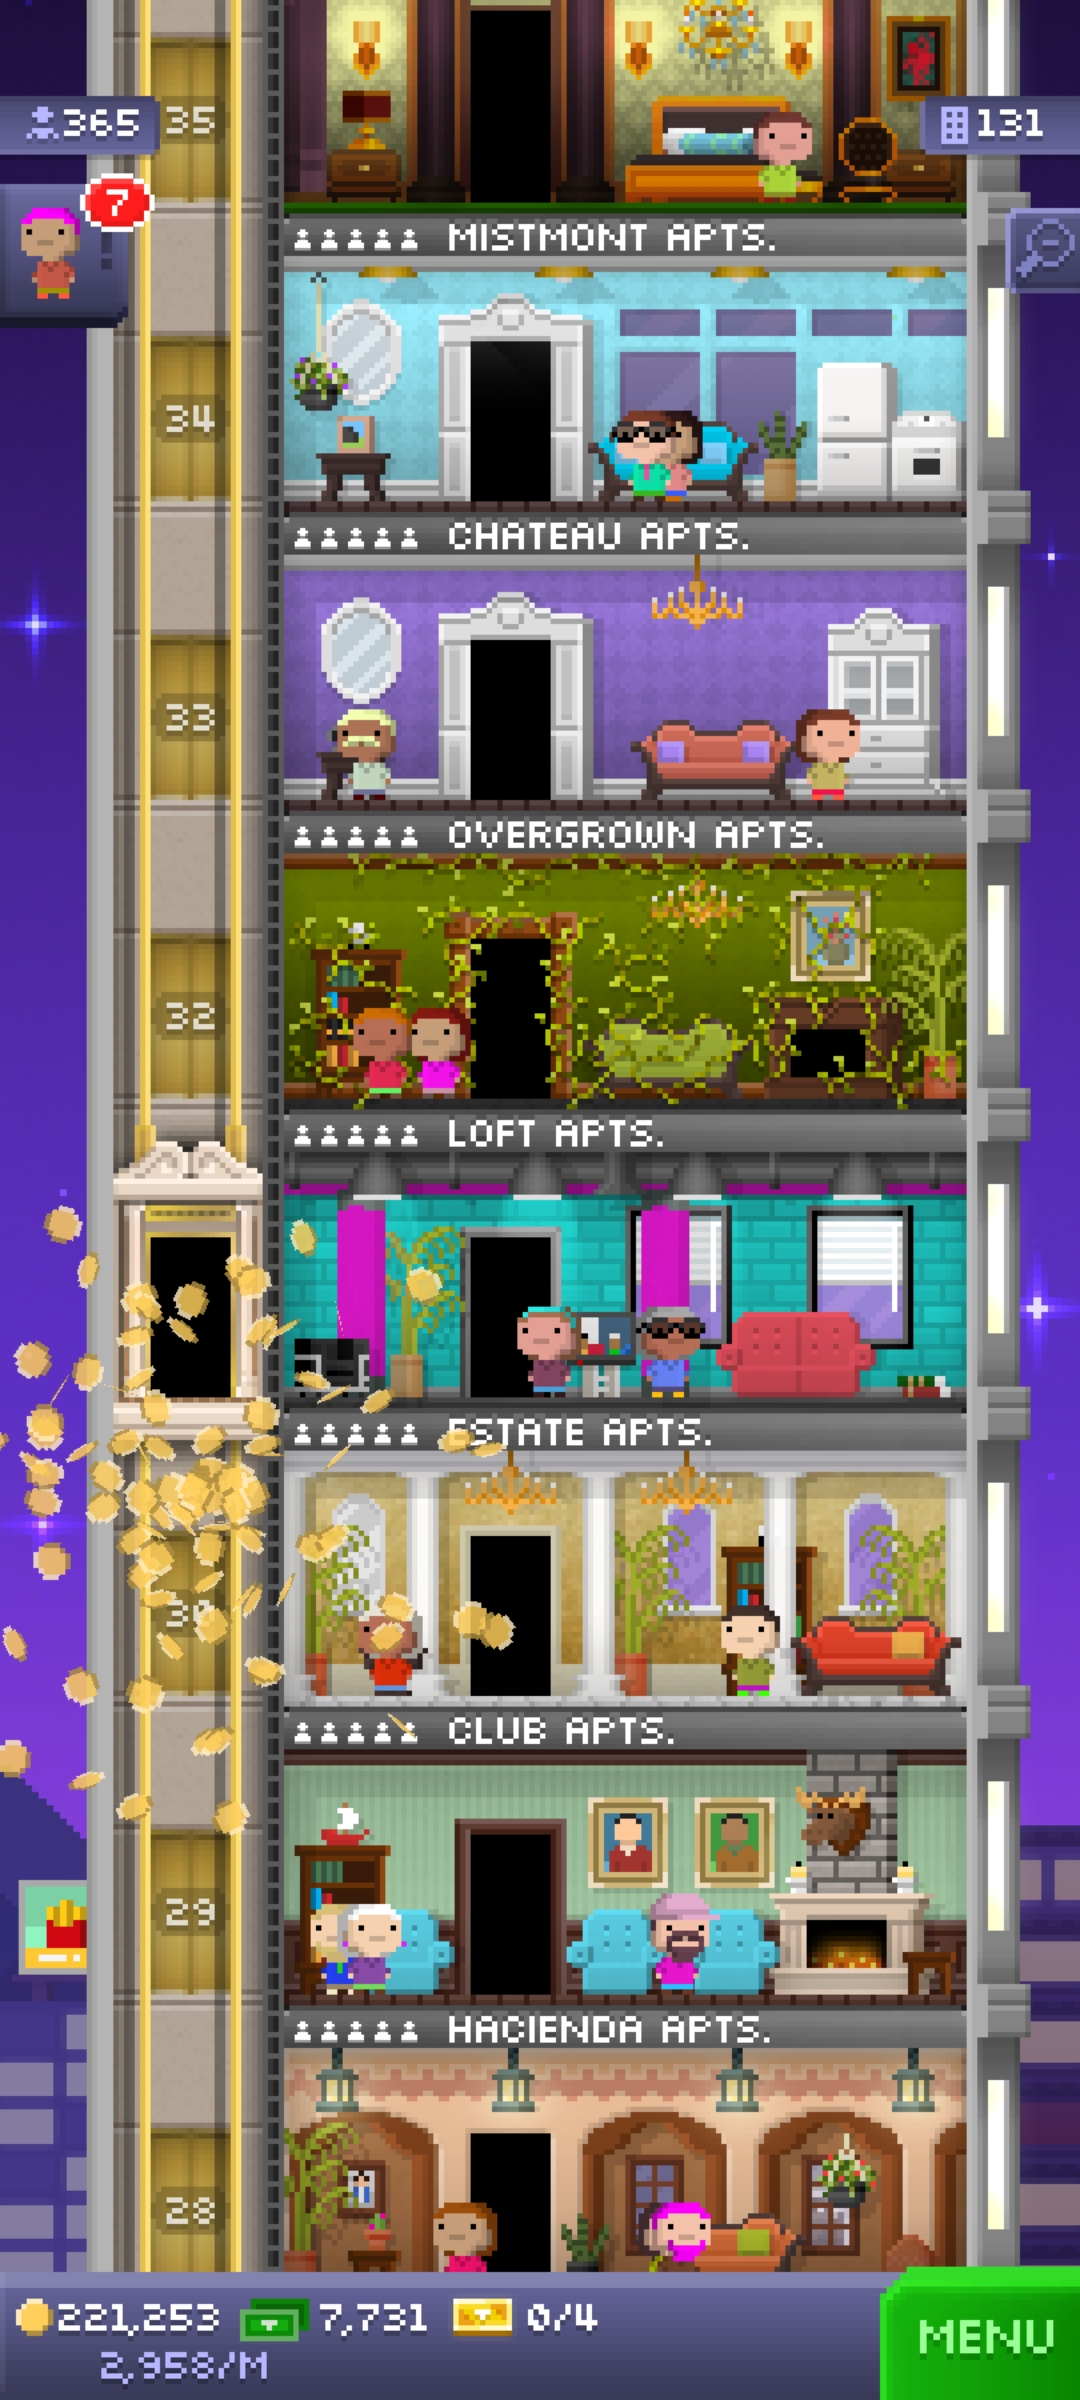 365
35
131
7
MISTMONT APTS.
34
CHATEAU APTS.
33
OVERGROWN APTS.
32
LOFT APTS.
ESTATE APTS.
30
CLUB APTS.
29
HACIENDA APTS.
28
221,253 7,731 0/4
2,958/M
MENU